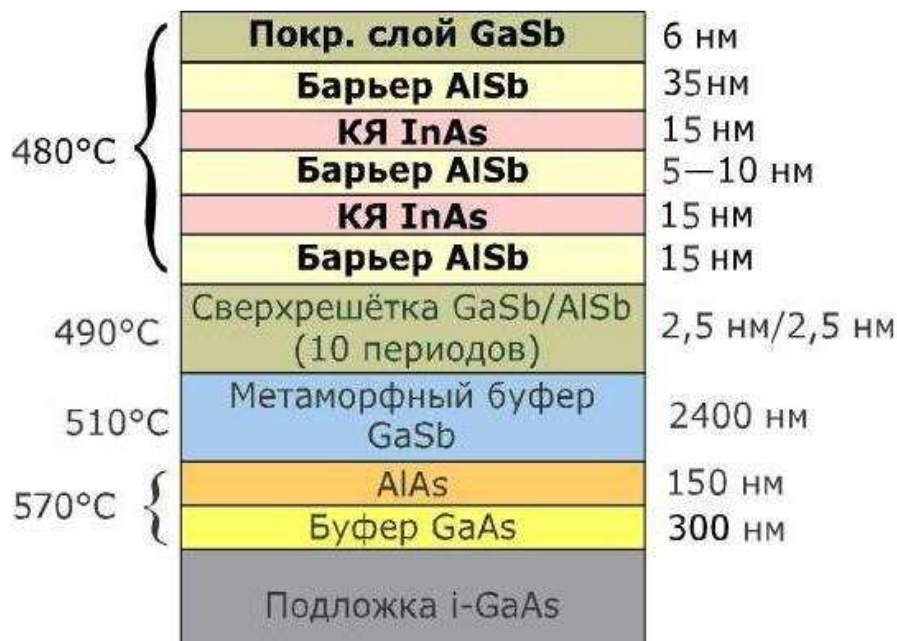 Покр. слой GaSb 6 нм
Барьер AlSb 35нм
КЯ InAs 15 нм
480°C
Барьер AlSb 5—10 нм
КЯ InAs 15 нм
Барьер AlSb 15 нм
490°C
Сверхрешётка GaSb/AlSb
(10 периодов)
2,5 нм/2,5 нм
510°C
Метаморфный буфер
GaSb
2400 нм
570°C
AlAs 150 нм
Буфер GaAs 300 нм
Подложка i-GaAs